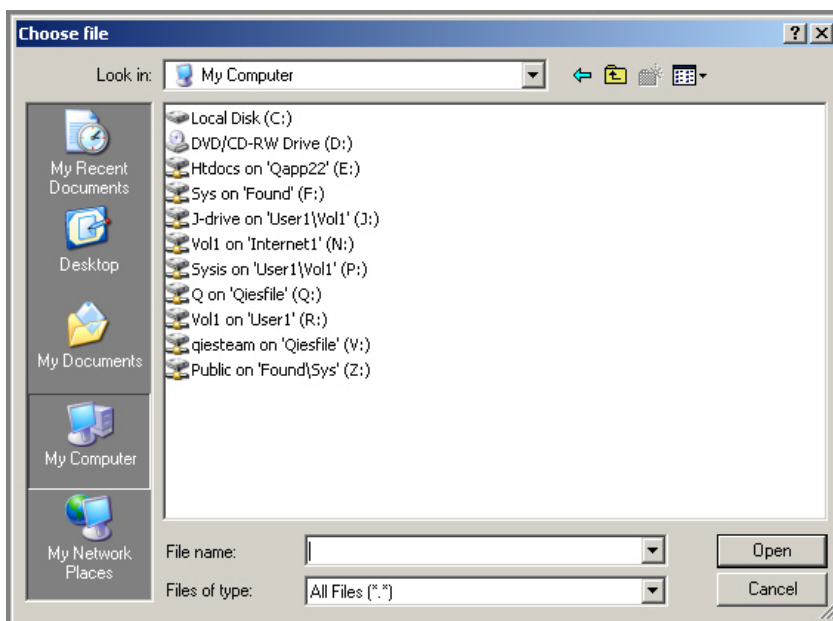 Choose file
Look in: My Computer
My Recent
Documents
Desktop
My Documents
My Computer
My Network
Places
Local Disk (C:)
DVD/CD-RW Drive (D:)
Htdocs on 'Qapp22' (E:)
Sys on 'Found' (F:)
J-drive on 'User1\Vol1' (J:)
Vol1 on 'Internet1' (N:)
Sysis on 'User1\Vol1' (P:)
Q on 'Qiesfile' (Q:)
Vol1 on 'User1' (R:)
qiesteam on 'Qiesfile' (V:)
Public on 'Found\Sys' (Z:)
File name: Open
Files of type: All Files (*.*) Cancel